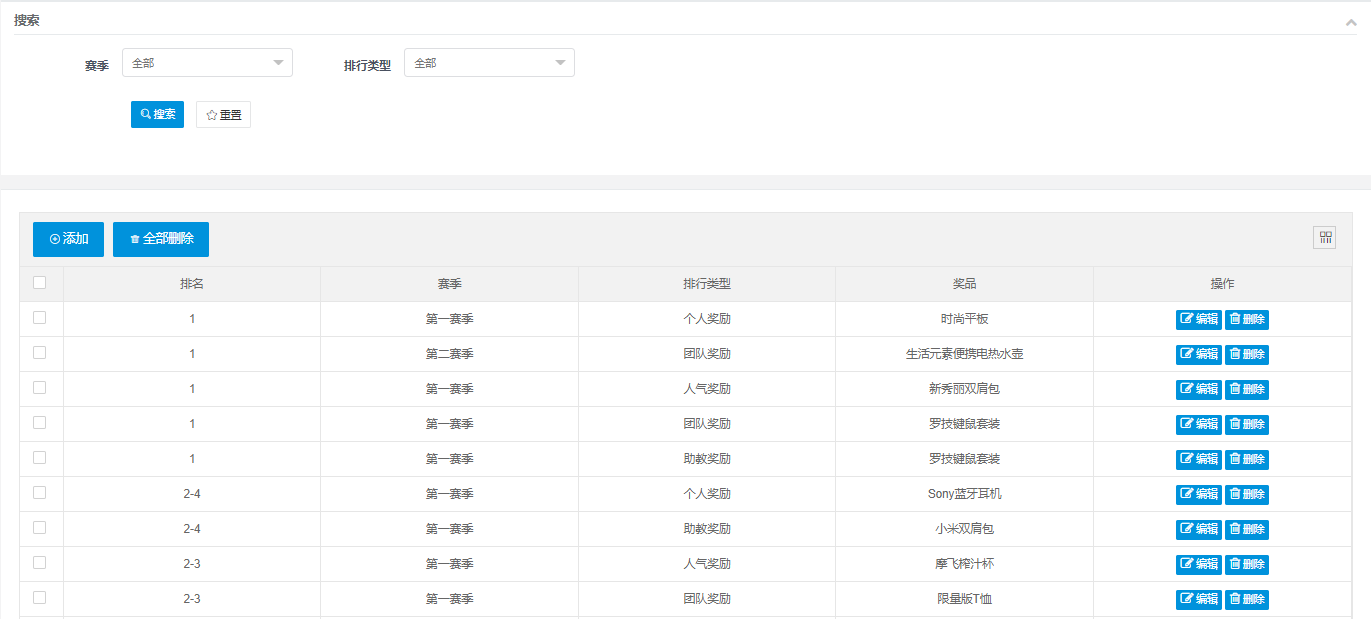 搜索
赛季 全部 排行类型 全部
搜索 重置
添加 全部删除
排名 赛季 排行类型 奖品 操作
1 第一赛季 个人奖励 时尚平板 编辑 删除
1 第二赛季 团队奖励 生活元素便携电热水壶 编辑 删除
1 第一赛季 人气奖励 新秀丽双肩包 编辑 删除
1 第一赛季 团队奖励 罗技键鼠套装 编辑 删除
1 第一赛季 助教奖励 罗技键鼠套装 编辑 删除
2-4 第一赛季 个人奖励 Sony蓝牙耳机 编辑 删除
2-4 第一赛季 助教奖励 小米双肩包 编辑 删除
2-3 第一赛季 人气奖励 摩飞榨汁杯 编辑 删除
2-3 第一赛季 团队奖励 限量版T恤 编辑 删除